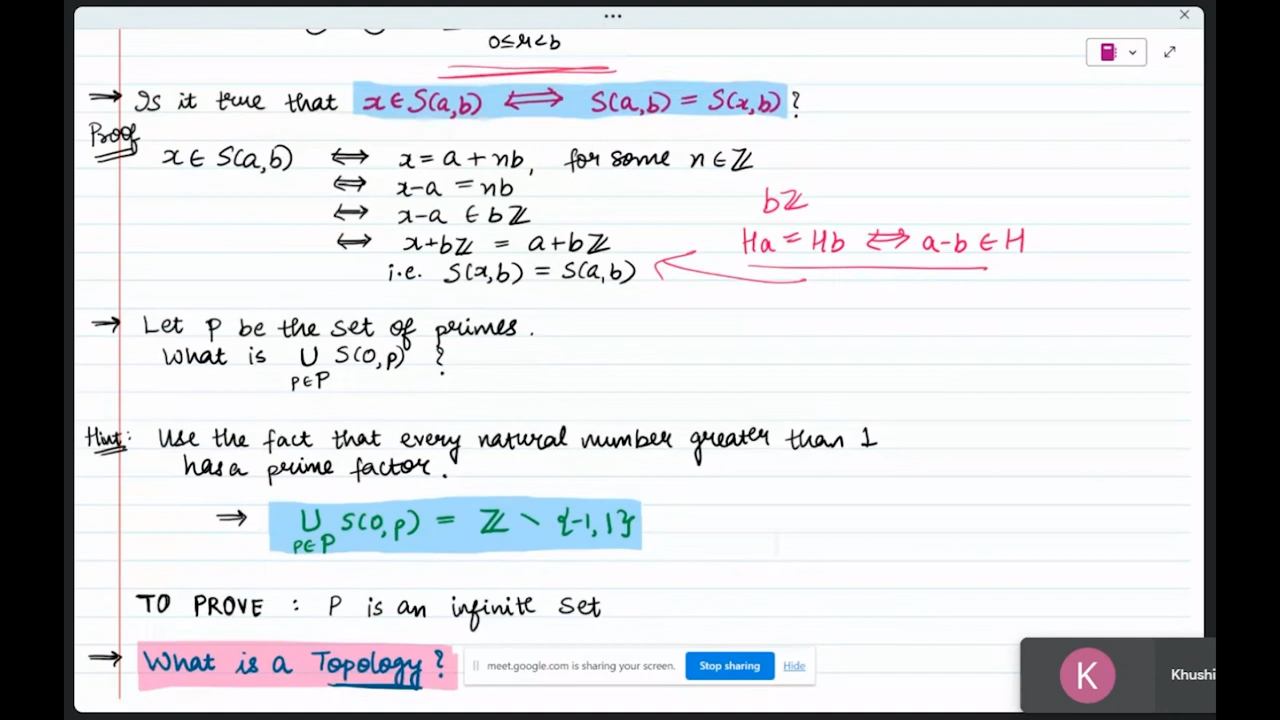 0≤r<b
→ Is it true that x∈S(a,b) ⟺ S(a,b) = S(x,b)?
Proof
x∈ S(a,b) ⟺ x = a + nb, for some n∈ℤ
⟺ x-a = nb
⟺ x-a ∈ bℤ
bℤ
⟺ x+bℤ = a+bℤ
Ha = Hb ⟺ a-b ∈ H
i.e. S(x,b) = S(a,b)
→ Let P be the set of primes.
What is ∪ S(0,p) ?
p∈P
Hint: Use the fact that every natural number greater than 1
has a prime factor.
⇒ ∪ S(0,p) = ℤ \ {-1,1}
p∈P
TO PROVE : P is an infinite set
→ What is a Topology?
meet.google.com is sharing your screen. Stop sharing Hide
K
Khushi